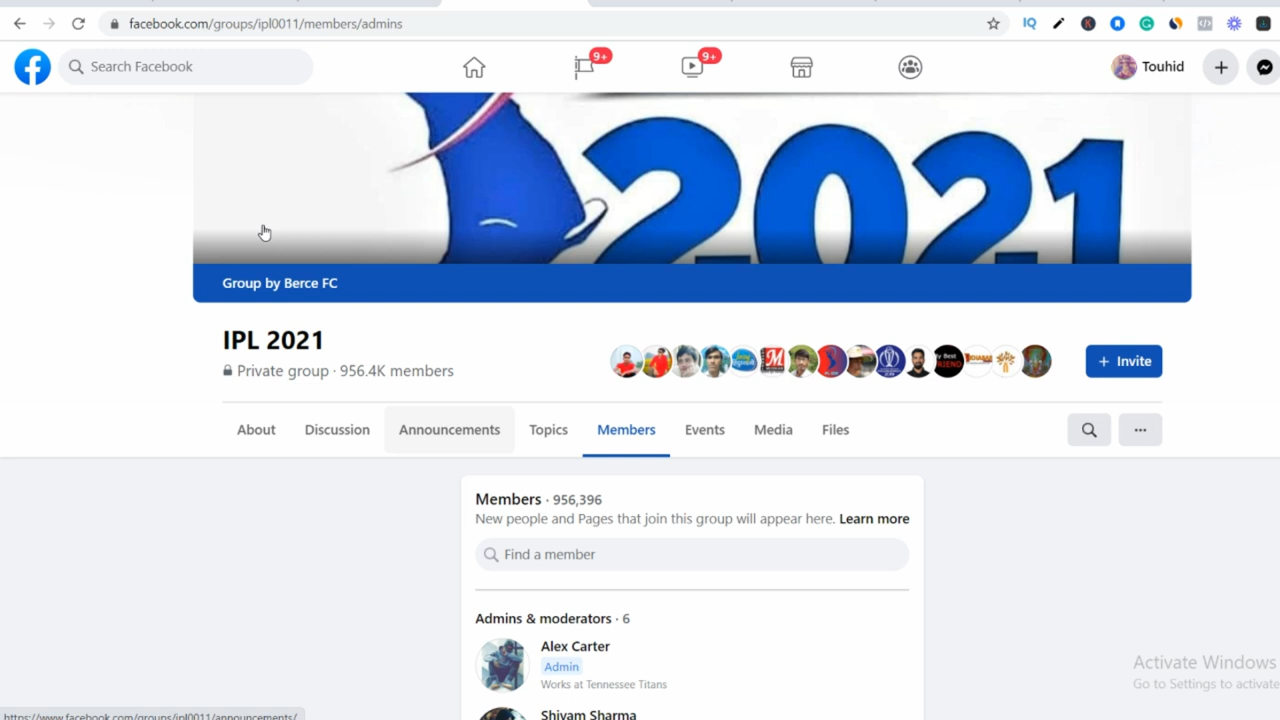 facebook.com/groups/ipl0011/members/admins
IQ
Search Facebook
9+
9+
Touhid
2021
Group by Berce FC
IPL 2021
Private group · 956.4K members
+ Invite
About
Discussion
Announcements
Topics
Members
Events
Media
Files
Members · 956,396
New people and Pages that join this group will appear here. Learn more
Find a member
Admins & moderators · 6
Alex Carter
Admin
Works at Tennessee Titans
Shivam Sharma
Activate Windows
Go to Settings to activate
https://www.facebook.com/groups/ipl0011/announcements/